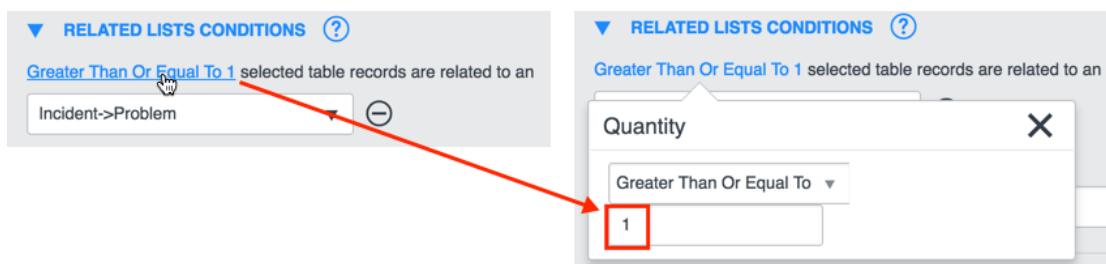 RELATED LISTS CONDITIONS ?
Greater Than Or Equal To 1 selected table records are related to an
Incident->Problem
RELATED LISTS CONDITIONS ?
Greater Than Or Equal To 1 selected table records are related to an
Quantity
Greater Than Or Equal To
1